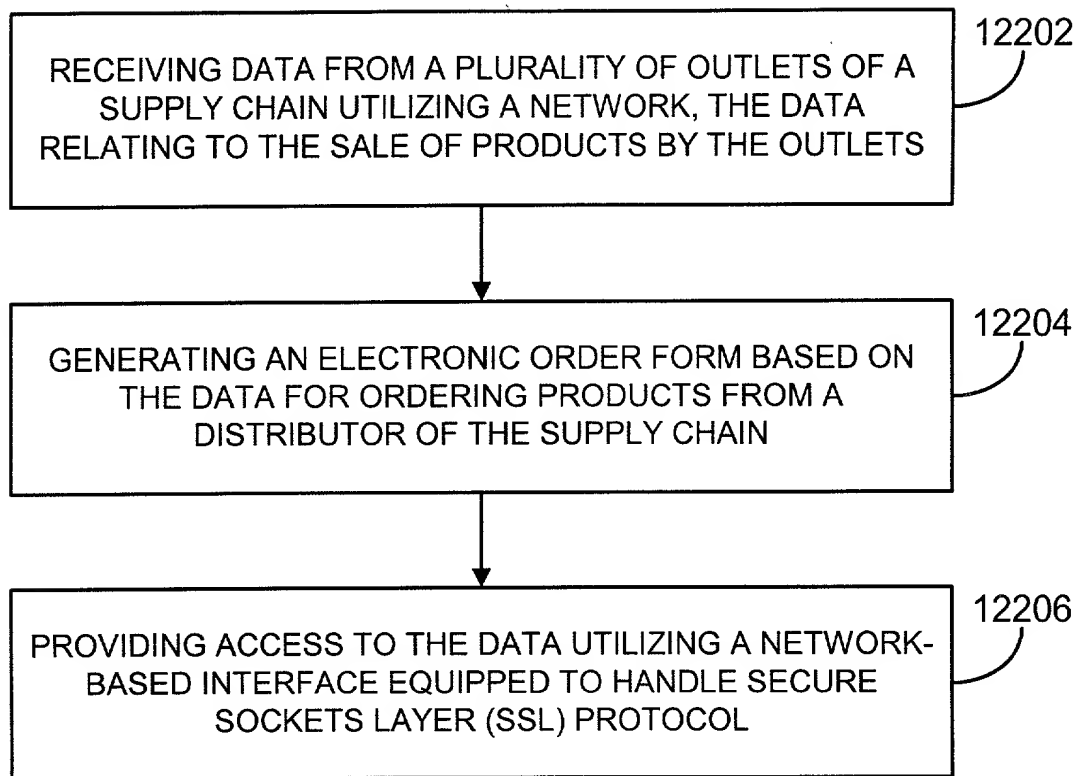 12202
RECEIVING DATA FROM A PLURALITY OF OUTLETS OF A
SUPPLY CHAIN UTILIZING A NETWORK, THE DATA
RELATING TO THE SALE OF PRODUCTS BY THE OUTLETS
12204
GENERATING AN ELECTRONIC ORDER FORM BASED ON
THE DATA FOR ORDERING PRODUCTS FROM A
DISTRIBUTOR OF THE SUPPLY CHAIN
12206
PROVIDING ACCESS TO THE DATA UTILIZING A NETWORK-
BASED INTERFACE EQUIPPED TO HANDLE SECURE
SOCKETS LAYER (SSL) PROTOCOL